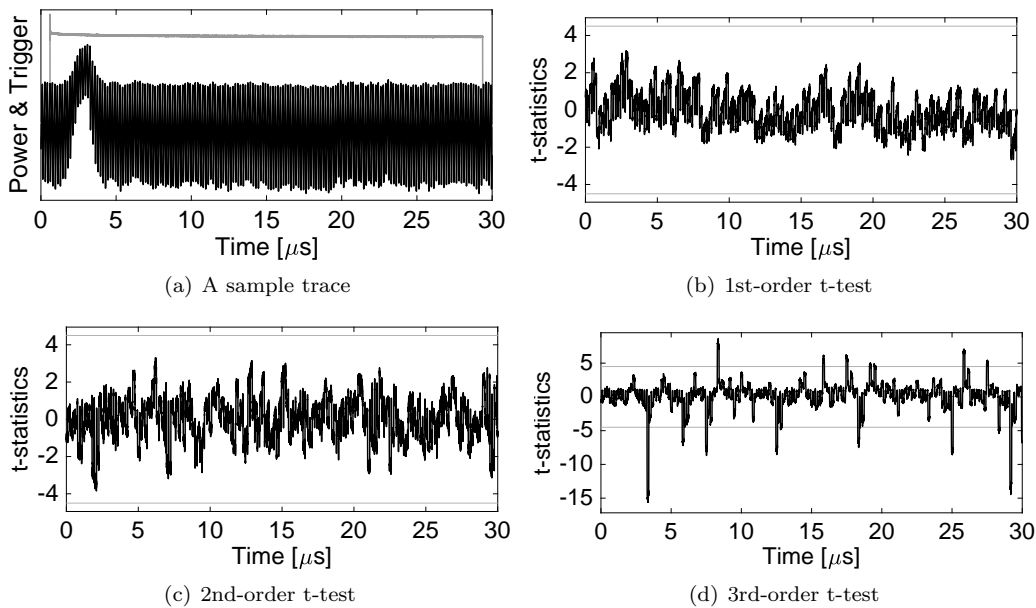 Power & Trigger
0 5 10 15 20 25 30
Time [μs]
(a) A sample trace
t-statistics
4
2
0
-2
-4
0 5 10 15 20 25 30
Time [μs]
(b) 1st-order t-test
t-statistics
4
2
0
-2
-4
0 5 10 15 20 25 30
Time [μs]
(c) 2nd-order t-test
t-statistics
5
0
-5
-10
-15
0 5 10 15 20 25 30
Time [μs]
(d) 3rd-order t-test